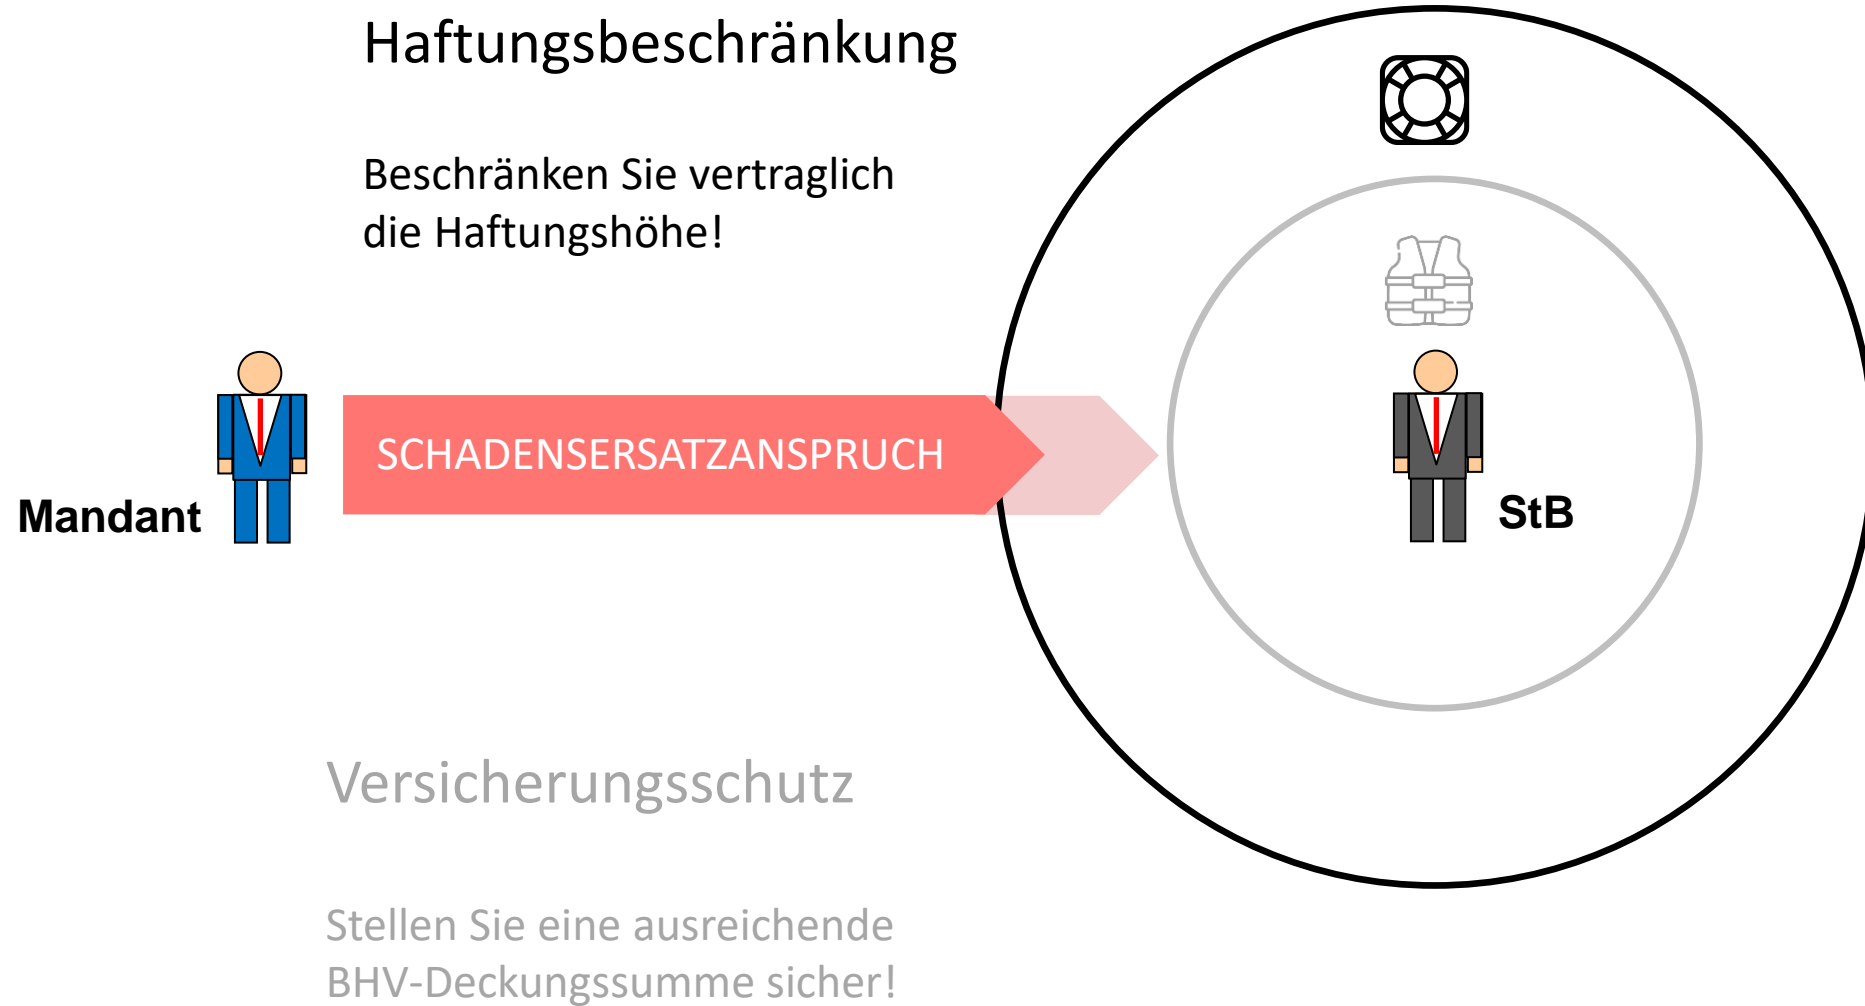 Haftungsbeschränkung
Beschränken Sie vertraglich
die Haftungshöhe!
SCHADENSERSATZANSPRUCH
Mandant
StB
Versicherungsschutz
Stellen Sie eine ausreichende
BHV-Deckungssumme sicher!